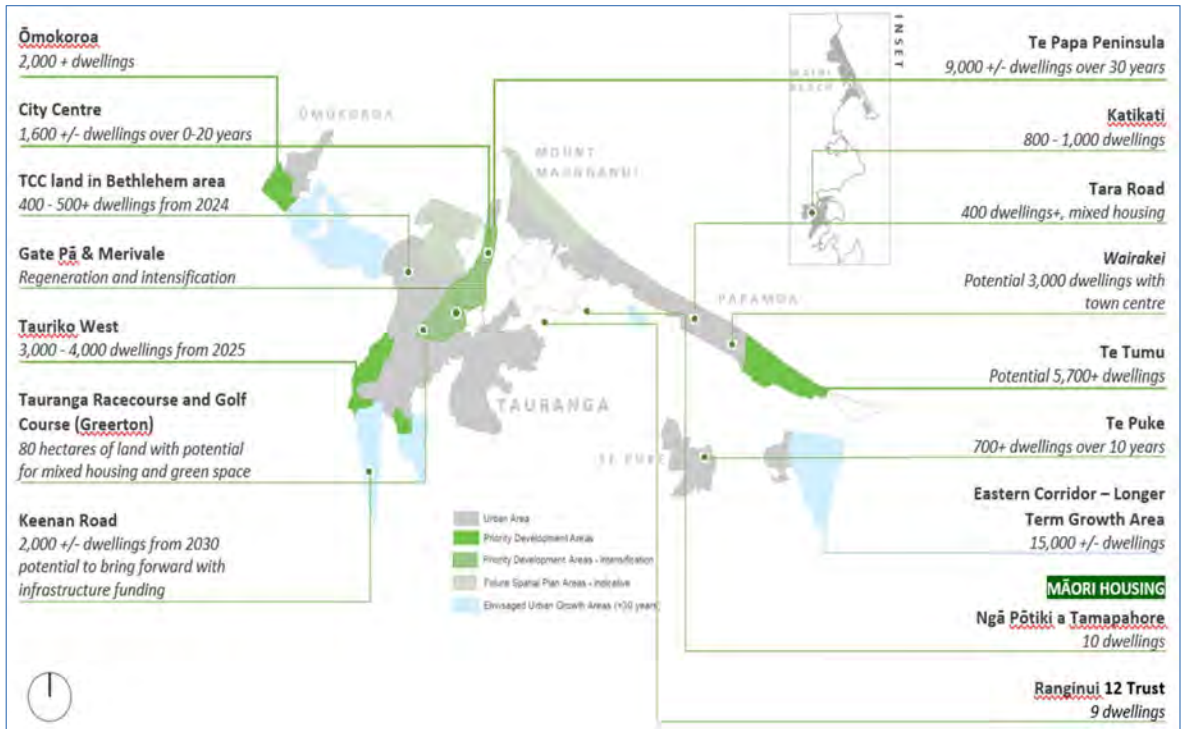 Ōmokoroa
2,000 + dwellings
City Centre
1,600 +/- dwellings over 0-20 years
TCC land in Bethlehem area
400 - 500+ dwellings from 2024
Gate Pā & Merivale
Regeneration and intensification
Tauriko West
3,000 - 4,000 dwellings from 2025
Tauranga Racecourse and Golf
Course (Greerton)
80 hectares of land with potential
for mixed housing and green space
Keenan Road
2,000 +/- dwellings from 2030
potential to bring forward with
infrastructure funding
ŌMOKOROA
MOUNT
MAUNGANUI
PAPAMOA
TAURANGA
TE PUKE
INSET
WAIHI
BEACH
Urban Area
Priority Development Areas
Priority Development Areas - Intensification
Future Spatial Plan Areas - Indicative
Envisaged Urban Growth Areas (+30 years)
Te Papa Peninsula
9,000 +/- dwellings over 30 years
Katikati
800 - 1,000 dwellings
Tara Road
400 dwellings+, mixed housing
Wairakei
Potential 3,000 dwellings with
town centre
Te Tumu
Potential 5,700+ dwellings
Te Puke
700+ dwellings over 10 years
Eastern Corridor – Longer
Term Growth Area
15,000 +/- dwellings
MĀORI HOUSING
Ngā Pōtiki a Tamapahore
10 dwellings
Ranginui 12 Trust
9 dwellings